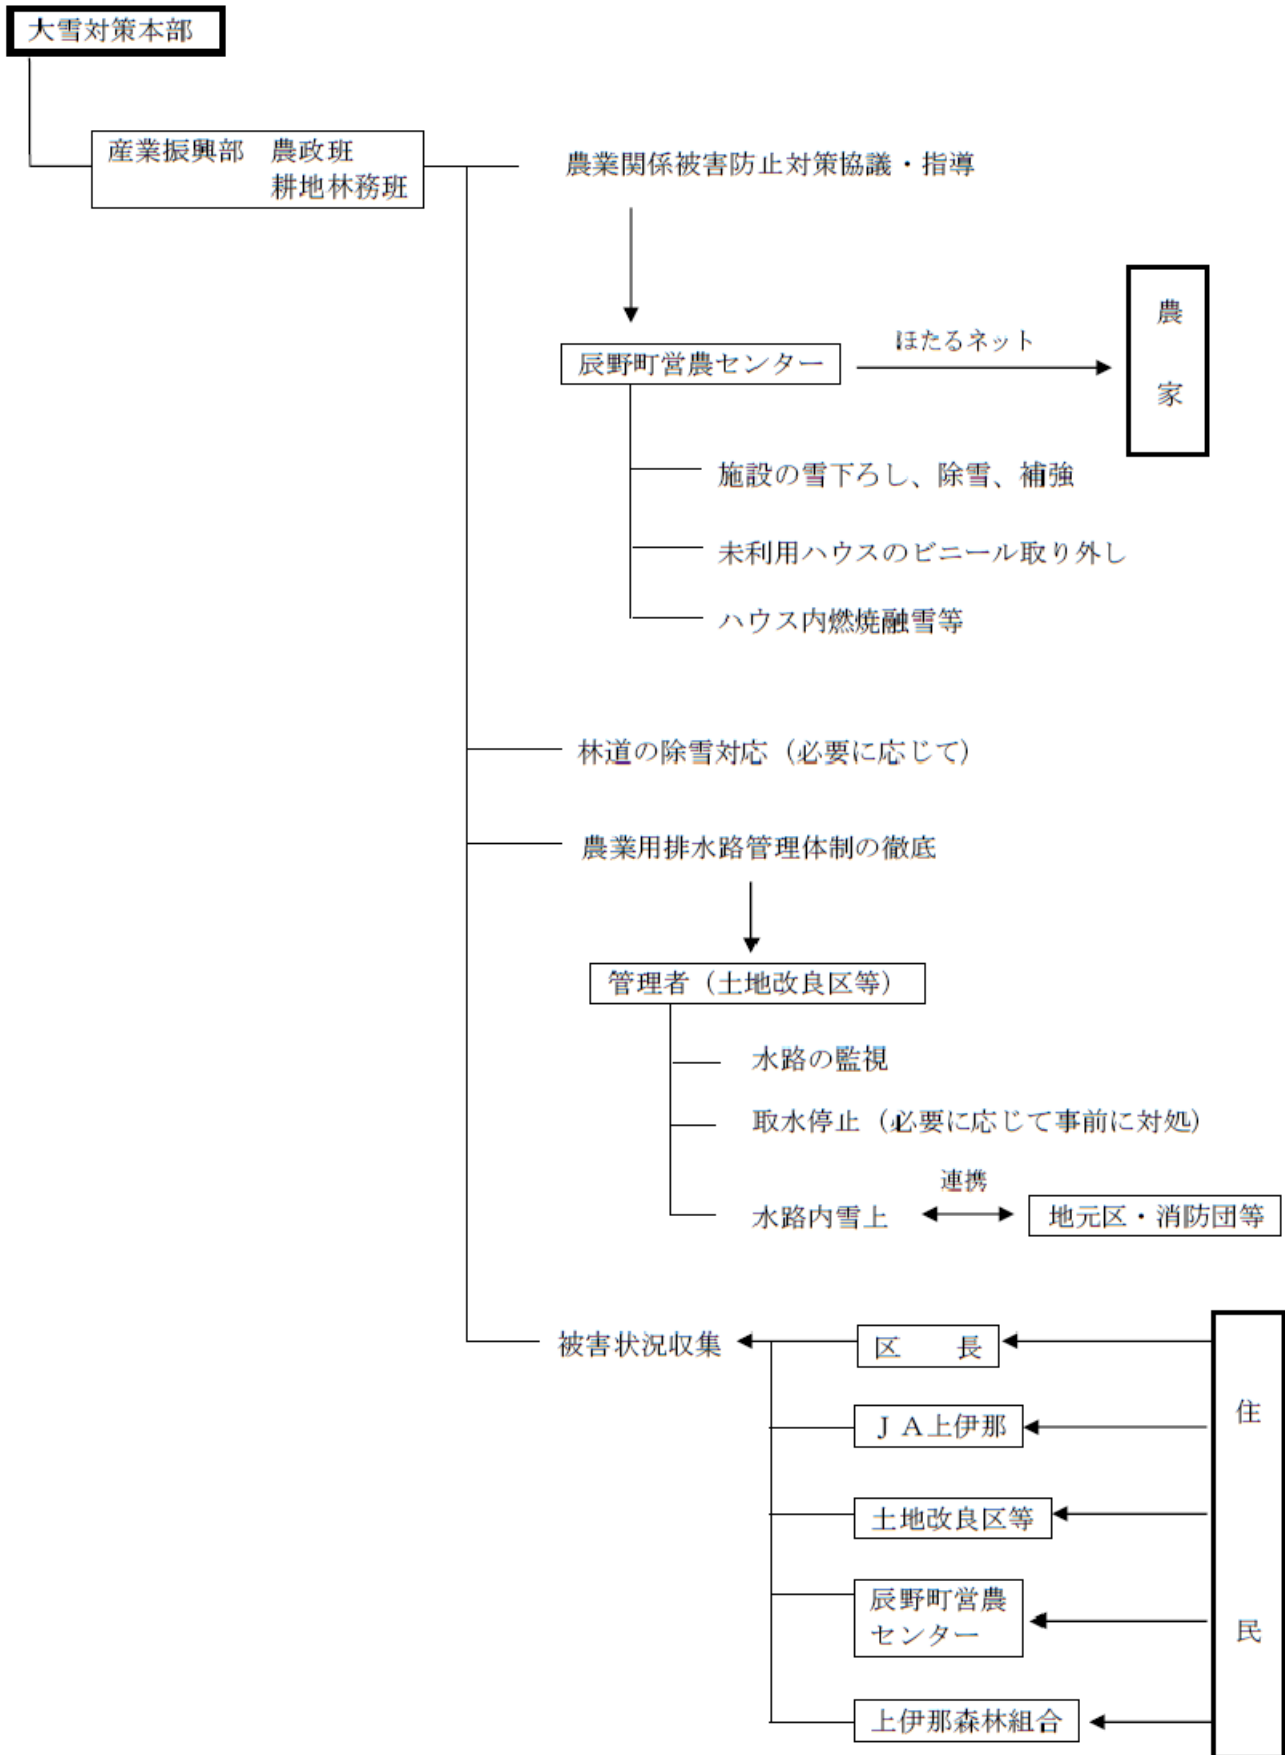 大雪対策本部
産業振興部　農政班
耕地林務班
農業関係被害防止対策協議・指導
辰野町営農センター
ほたるネット
農家
施設の雪下ろし、除雪、補強
未利用ハウスのビニール取り外し
ハウス内燃焼融雪等
林道の除雪対応（必要に応じて）
農業用排水路管理体制の徹底
管理者（土地改良区等）
水路の監視
取水停止（必要に応じて事前に対処）
水路内雪上
連携
地元区・消防団等
被害状況収集
区　長
ＪＡ上伊那
土地改良区等
辰野町営農
センター
上伊那森林組合
住民